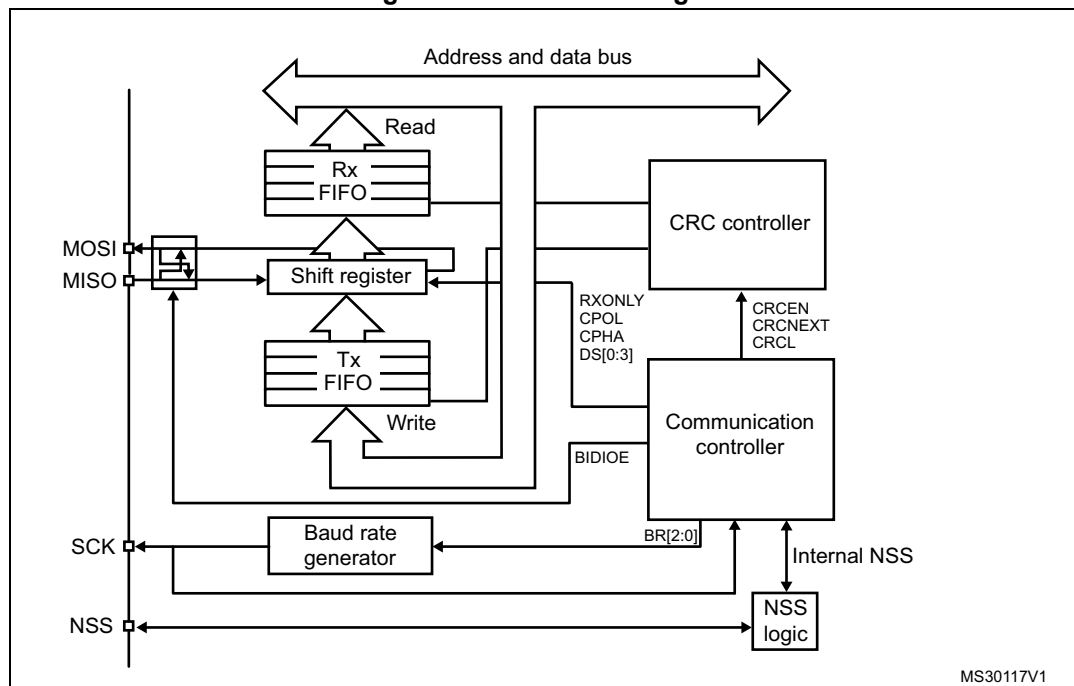 Address and data bus
Read
Rx
FIFO
CRC controller
MOSI
MISO
Shift register
RXONLY
CPOL
CPHA
DS[0:3]
CRCEN
CRCNEXT
CRCL
Tx
FIFO
Write
Communication
controller
BIDIOE
SCK
Baud rate
generator
BR[2:0]
Internal NSS
NSS
NSS
logic
MS30117V1